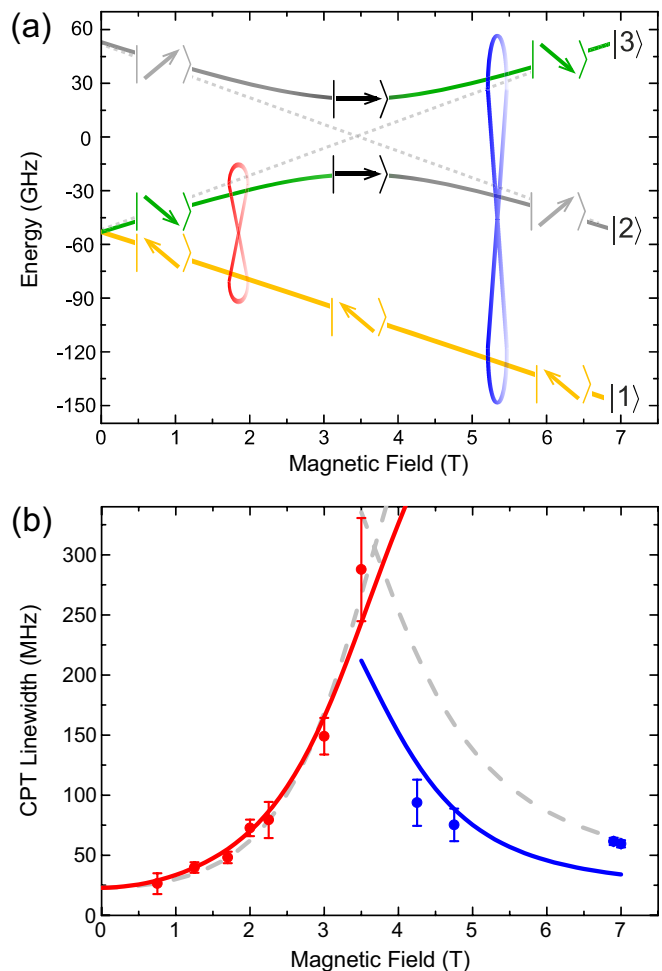 (a)
60
30
0
-30
-60
-90
-120
-150
Energy (GHz)
|3⟩
|2⟩
|1⟩
0 1 2 3 4 5 6 7
Magnetic Field (T)
(b)
300
250
200
150
100
50
0
CPT Linewidth (MHz)
0 1 2 3 4 5 6 7
Magnetic Field (T)